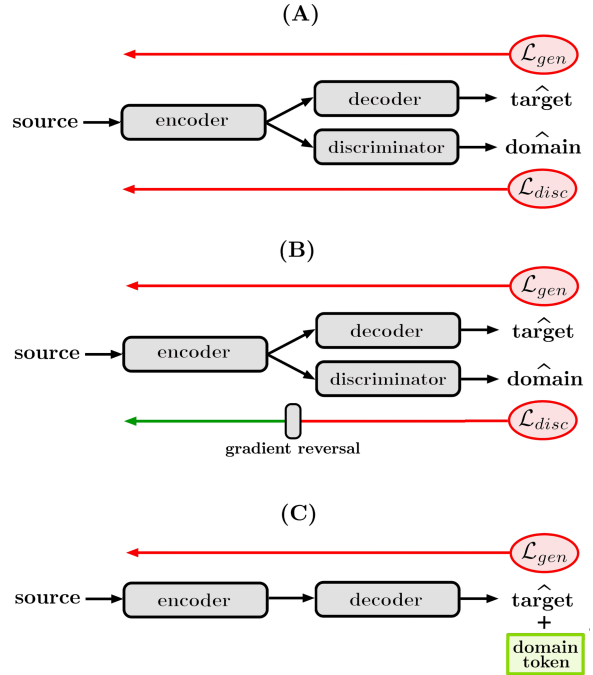 (A)
ℒ_gen
decoder
target^
source
encoder
discriminator
domain^
ℒ_disc
(B)
ℒ_gen
decoder
target^
source
encoder
discriminator
domain^
ℒ_disc
gradient reversal
(C)
ℒ_gen
source
encoder
decoder
target^
+
domain
token
.